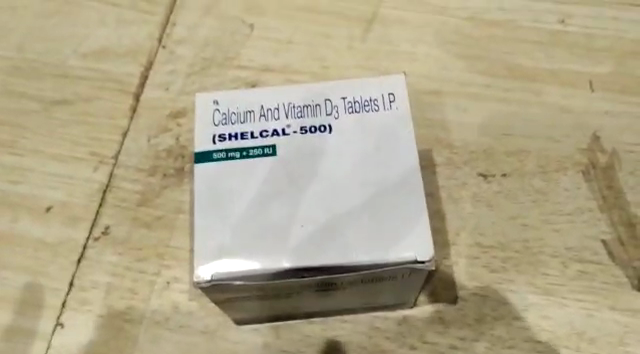 ℞
Calcium And Vitamin D3 Tablets I.P.
(SHELCAL®-500)
500 mg + 250 IU